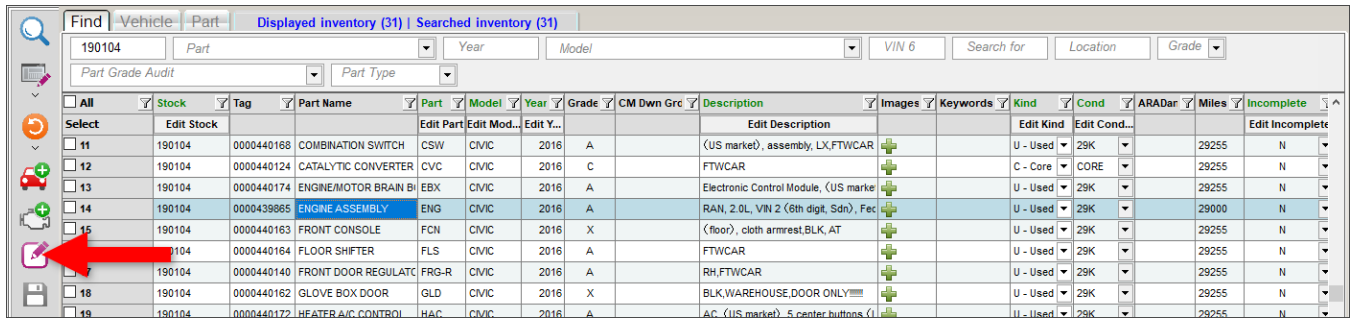 Find Vehicle Part Displayed inventory (31) | Searched inventory (31)
190104 Part Year Model VIN 6 Search for Location Grade
Part Grade Audit Part Type
All Stock Tag Part Name Part Model Year Grade CM Dwn Grc Description Images Keywords Kind Cond ARADar Miles Incomplete
Select Edit Stock Edit Part Edit Mod... Edit Y... Edit Description Edit Kind Edit Cond... Edit Incomplete
11 190104 0000440168 COMBINATION SWITCH CSW CIVIC 2016 A (US market), assembly, LX,FTWCAR U - Used 29K 29255 N
12 190104 0000440124 CATALYTIC CONVERTER CVC CIVIC 2016 C FTWCAR C - Core CORE 29255 N
13 190104 0000440174 ENGINE/MOTOR BRAIN B EBX CIVIC 2016 A Electronic Control Module, (US market U - Used 29K 29255 N
14 190104 0000439865 ENGINE ASSEMBLY ENG CIVIC 2016 A RAN, 2.0L, VIN 2 (6th digit, Sdn), Fec U - Used 29K 29000 N
15 190104 0000440163 FRONT CONSOLE FCN CIVIC 2016 X (floor), cloth armrest,BLK, AT U - Used 29K 29255 N
0104 0000440164 FLOOR SHIFTER FLS CIVIC 2016 A FTWCAR U - Used 29K 29255 N
7 190104 0000440140 FRONT DOOR REGULATC FRG-R CIVIC 2016 A RH,FTWCAR U - Used 29K 29255 N
18 190104 0000440162 GLOVE BOX DOOR GLD CIVIC 2016 X BLK,WAREHOUSE,DOOR ONLY U - Used 29K 29255 N
19 190104 0000440172 HEATER A/C CONTROL HAC CIVIC 2016 A AC, (US market), 5 center buttons U - Used 29K 29255 N